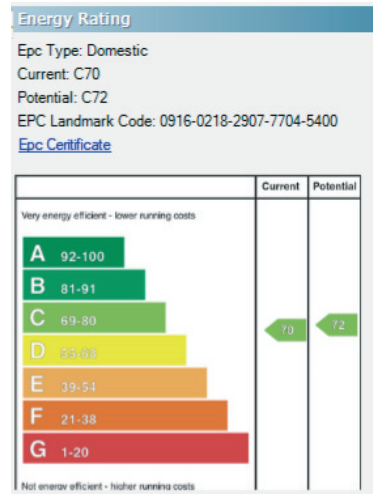 Energy Rating
Epc Type: Domestic
Current: C70
Potential: C72
EPC Landmark Code: 0916-0218-2907-7704-5400
Epc Ceritificate
Current Potential
Very energy efficient - lower running costs
A 92-100
B 81-91
C 69-80
70
72
D 55-68
E 39-54
F 21-38
G 1-20
Not energy efficient - higher running costs